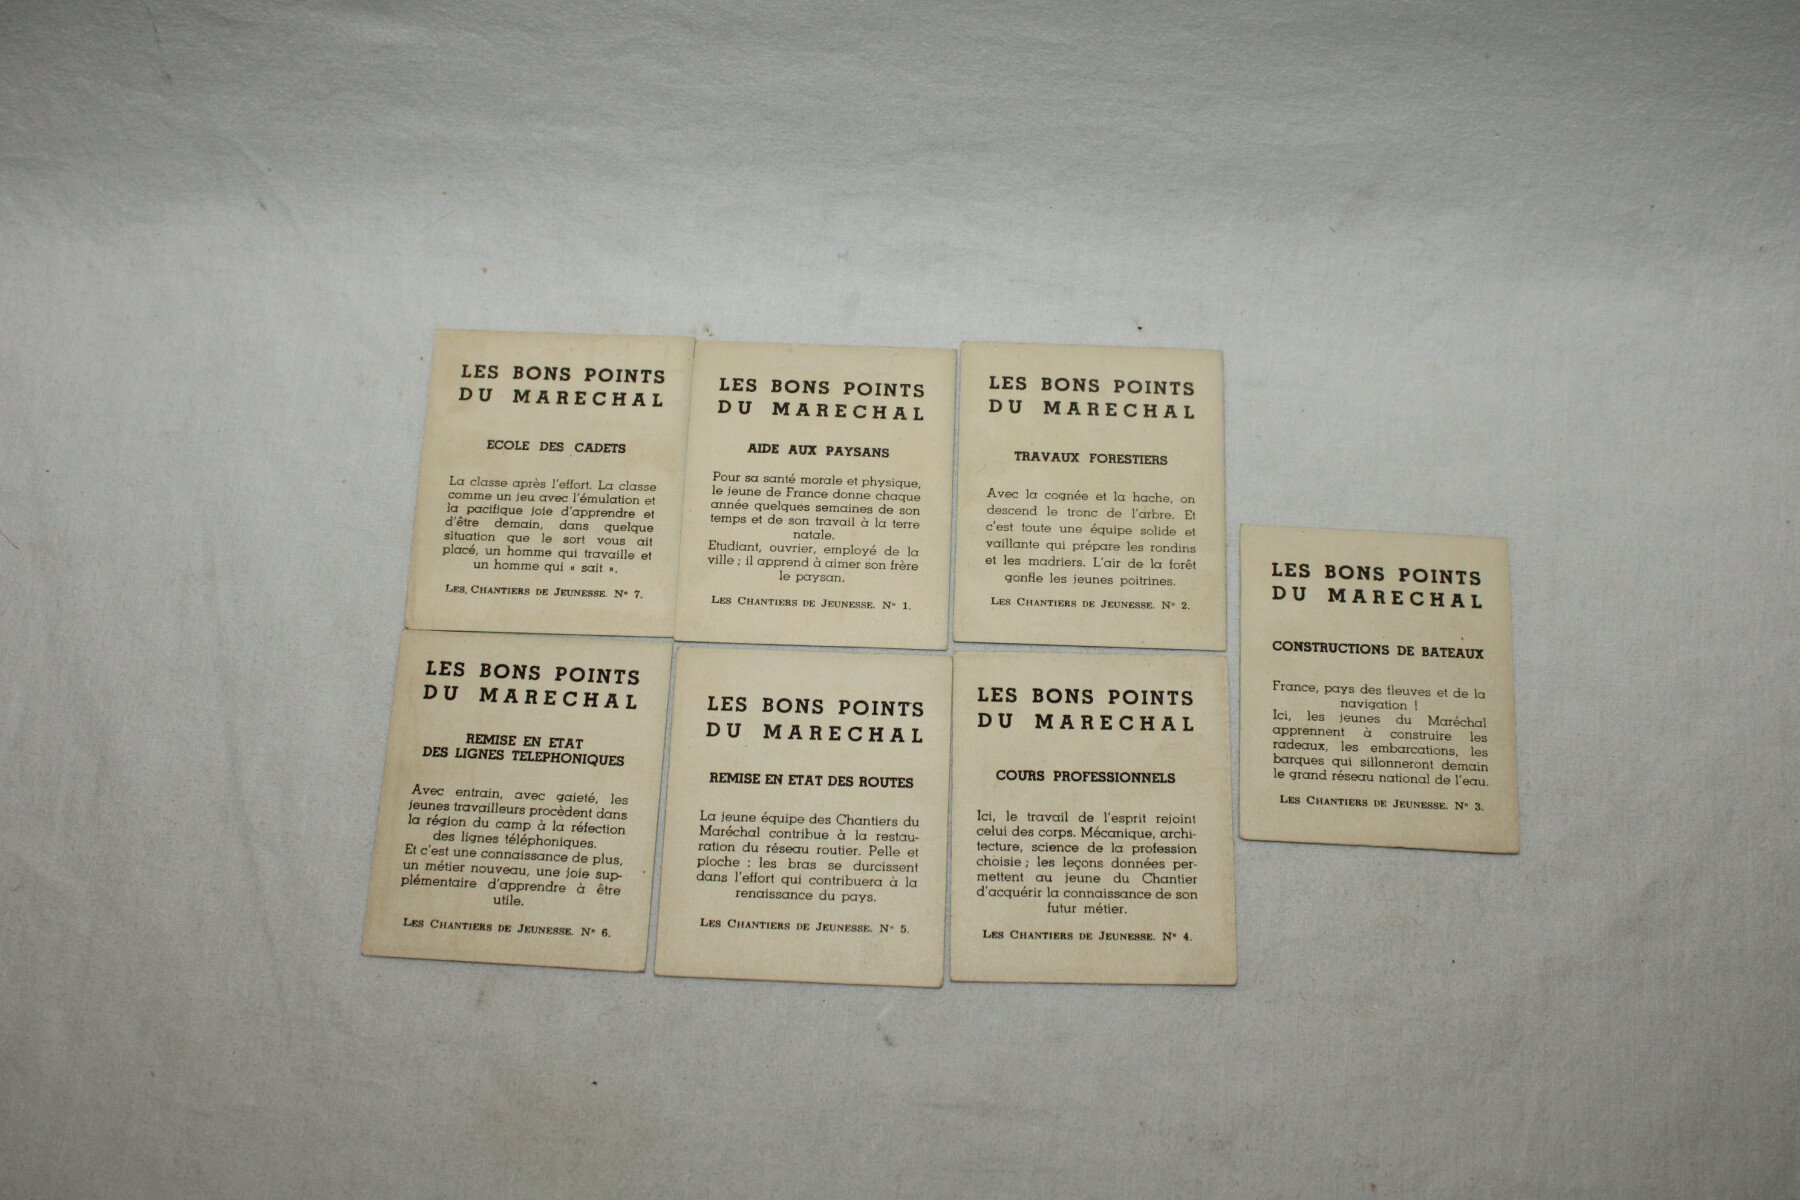 LES BONS POINTS
DU MARECHAL
ECOLE DES CADETS
La classe après l'effort. La classe
comme un jeu avec l'émulation et
la pacifique joie d'apprendre et
d'être demain, dans quelque
situation que le sort vous ait
placé, un homme qui travaille et
un homme qui « sait ».
LES CHANTIERS DE JEUNESSE. N° 7.
LES BONS POINTS
DU MARECHAL
AIDE AUX PAYSANS
Pour sa santé morale et physique,
le jeune de France donne chaque
année quelques semaines de son
temps et de son travail à la terre
natale.
Etudiant, ouvrier, employé de la
ville ; il apprend à aimer son frère
le paysan.
LES CHANTIERS DE JEUNESSE. N° 1.
LES BONS POINTS
DU MARECHAL
TRAVAUX FORESTIERS
Avec la cognée et la hache, on
descend le tronc de l'arbre. Et
c'est toute une équipe solide et
vaillante qui prépare les rondins
et les madriers. L'air de la forêt
gonfle les jeunes poitrines.
LES CHANTIERS DE JEUNESSE. N° 2.
LES BONS POINTS
DU MARECHAL
CONSTRUCTIONS DE BATEAUX
France, pays des fleuves et de la
navigation !
Ici, les jeunes du Maréchal
apprennent à construire les
radeaux, les embarcations, les
barques qui sillonneront demain
le grand réseau national de l'eau.
LES CHANTIERS DE JEUNESSE. N° 3.
LES BONS POINTS
DU MARECHAL
REMISE EN ETAT
DES LIGNES TELEPHONIQUES
Avec entrain, avec gaieté, les
jeunes travailleurs procèdent dans
la région du camp à la réfection
des lignes téléphoniques.
Et c'est une connaissance de plus,
un métier nouveau, une joie sup-
plémentaire d'apprendre à être
utile.
LES CHANTIERS DE JEUNESSE. N° 6.
LES BONS POINTS
DU MARECHAL
REMISE EN ETAT DES ROUTES
La jeune équipe des Chantiers du
Maréchal contribue à la restau-
ration du réseau routier. Pelle et
pioche : les bras se durcissent
dans l'effort qui contribuera à la
renaissance du pays.
LES CHANTIERS DE JEUNESSE. N° 5.
LES BONS POINTS
DU MARECHAL
COURS PROFESSIONNELS
Ici, le travail de l'esprit rejoint
celui des corps. Mécanique, archi-
tecture, science de la profession
choisie ; les leçons données per-
mettent au jeune du Chantier
d'acquérir la connaissance de son
futur métier.
LES CHANTIERS DE JEUNESSE. N° 4.